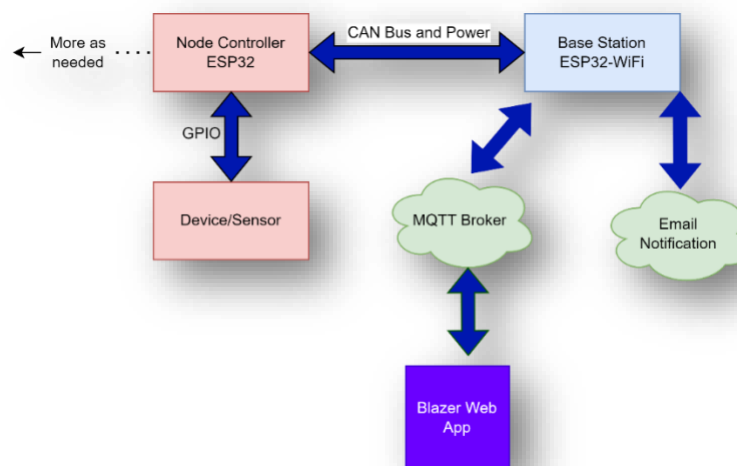 More as
needed
Node Controller
ESP32
CAN Bus and Power
Base Station
ESP32-WiFi
GPIO
Device/Sensor
MQTT Broker
Email
Notification
Blazer Web
App